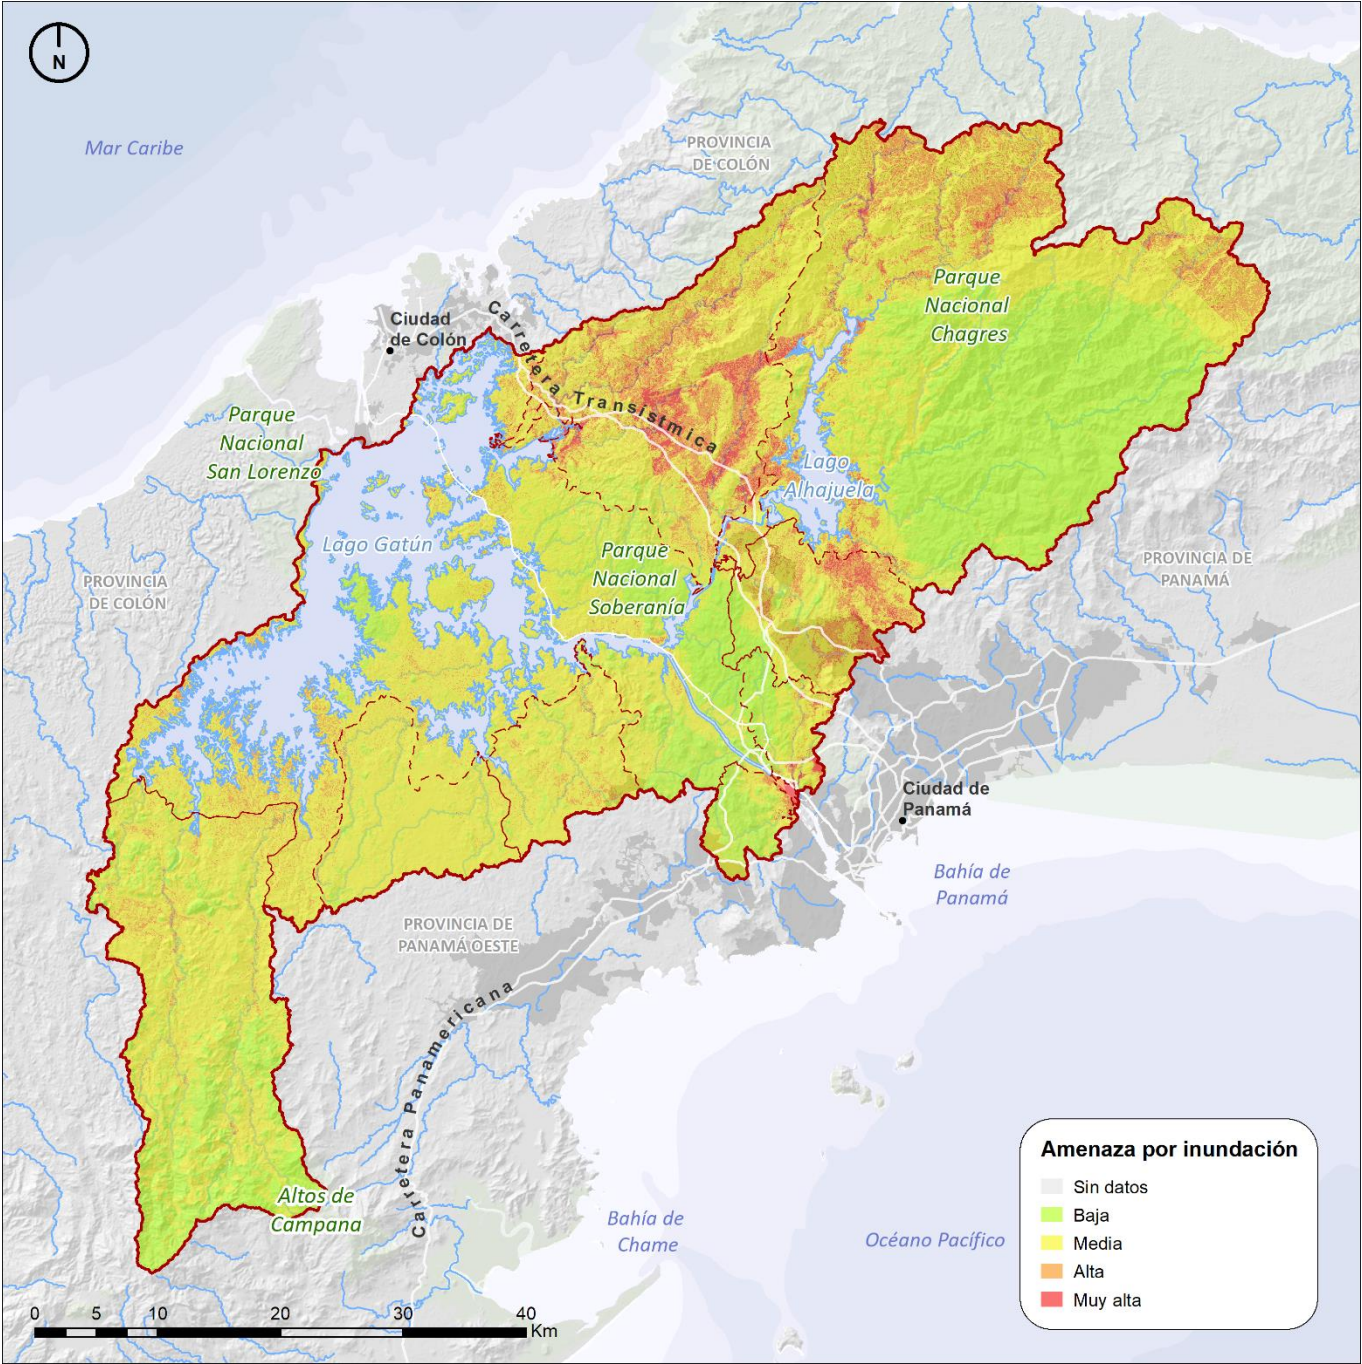 N
Mar Caribe
PROVINCIA
DE COLÓN
Parque
Nacional
Chagres
Ciudad
de Colón
Carretera Transístmica
Parque
Nacional
San Lorenzo
Lago
Alhajuela
Lago Gatún
Parque
Nacional
Soberanía
PROVINCIA DE
PANAMÁ
PROVINCIA
DE COLÓN
Ciudad de
Panamá
Bahía de
Panamá
PROVINCIA DE
PANAMÁ OESTE
Carretera Panamericana
Altos de
Campana
Bahía de
Chame
Océano Pacífico
Amenaza por inundación
Sin datos
Baja
Media
Alta
Muy alta
0 5 10 20 30 40
Km